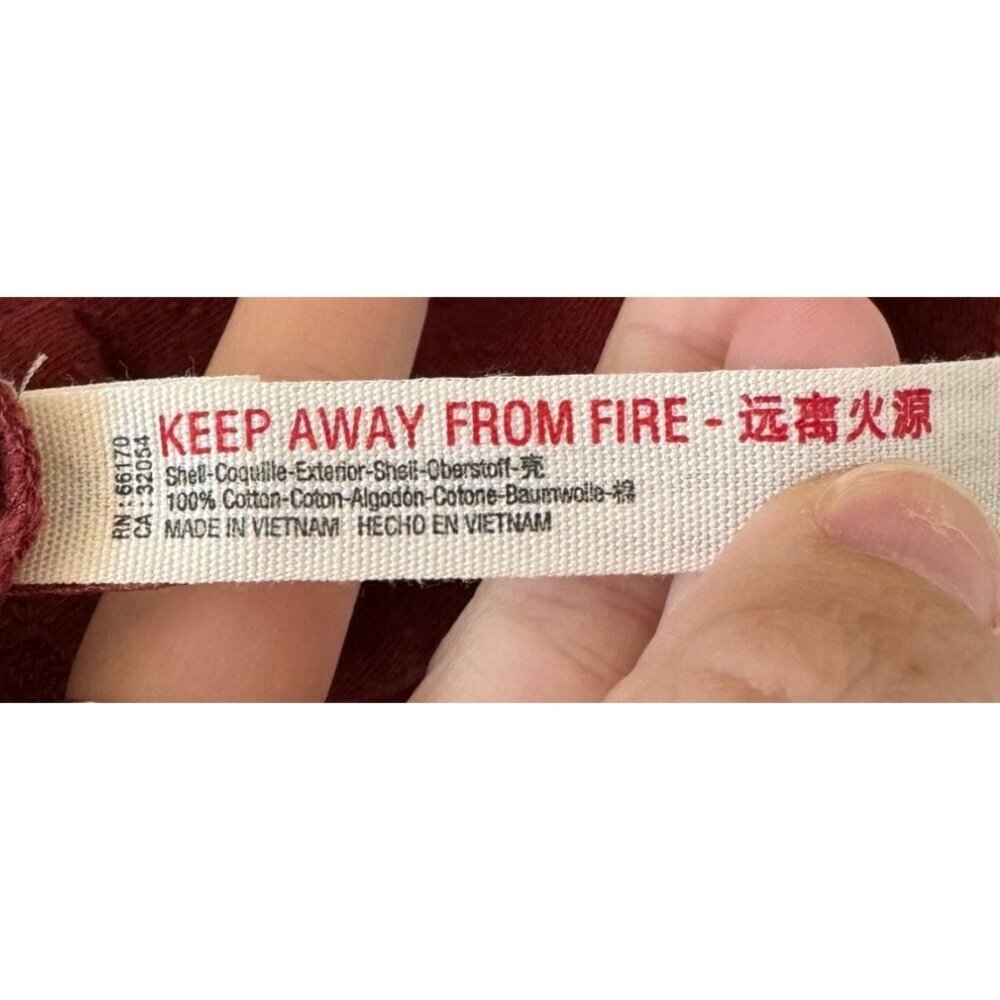 KEEP AWAY FROM FIRE - 远离火源
Shell-Coquille-Exterior-Shell-Oberstoff-壳
100% Cotton-Coton-Algodón-Cotone-Baumwolle-棉
MADE IN VIETNAM HECHO EN VIETNAM
RN : 66170
CA : 32054